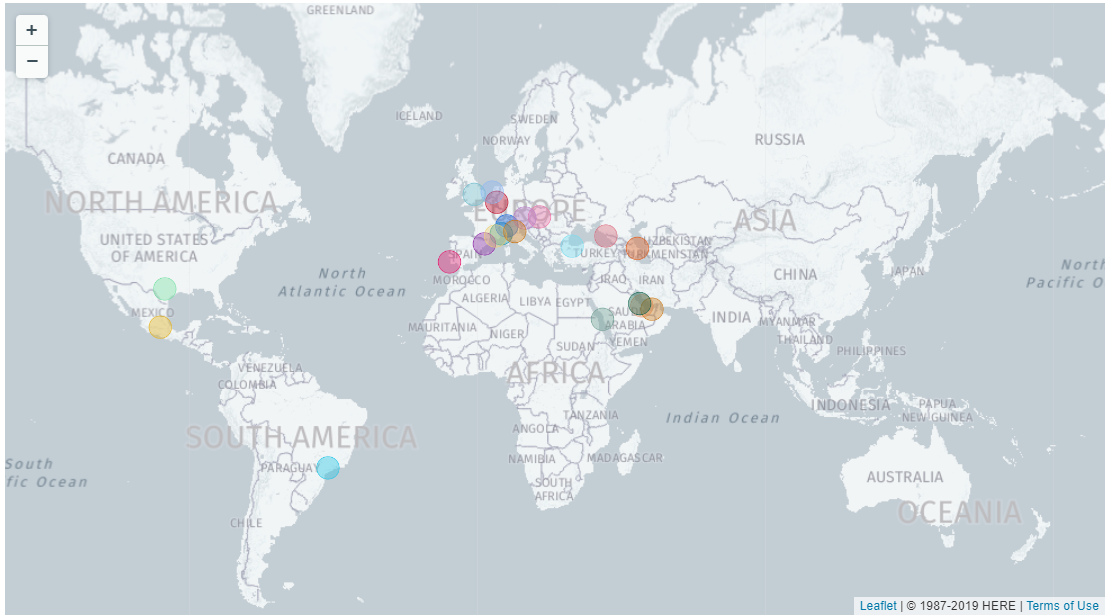 +
−
GREENLAND
ICELAND
SWEDEN
NORWAY
RUSSIA
CANADA
NORTH AMERICA
EUROPE
ASIA
UNITED STATES
OF AMERICA
SPAIN
TURKEY
UZBEKISTAN
TURKMENISTAN
CHINA
JAPAN
North
Atlantic Ocean
North
Pacific O
MOROCCO
ALGERIA
LIBYA
EGYPT
IRAQ
IRAN
SAUDI
ARABIA
MEXICO
MAURITANIA
NIGER
SUDAN
YEMEN
INDIA
MYANMAR
THAILAND
PHILIPPINES
VENEZUELA
COLOMBIA
AFRICA
INDONESIA
PAPUA
NEW GUINEA
Indian Ocean
TANZANIA
ANGOLA
SOUTH AMERICA
PARAGUAY
NAMIBIA
MADAGASCAR
SOUTH
AFRICA
South
fic Ocean
AUSTRALIA
OCEANIA
CHILE
Leaflet | © 1987-2019 HERE | Terms of Use